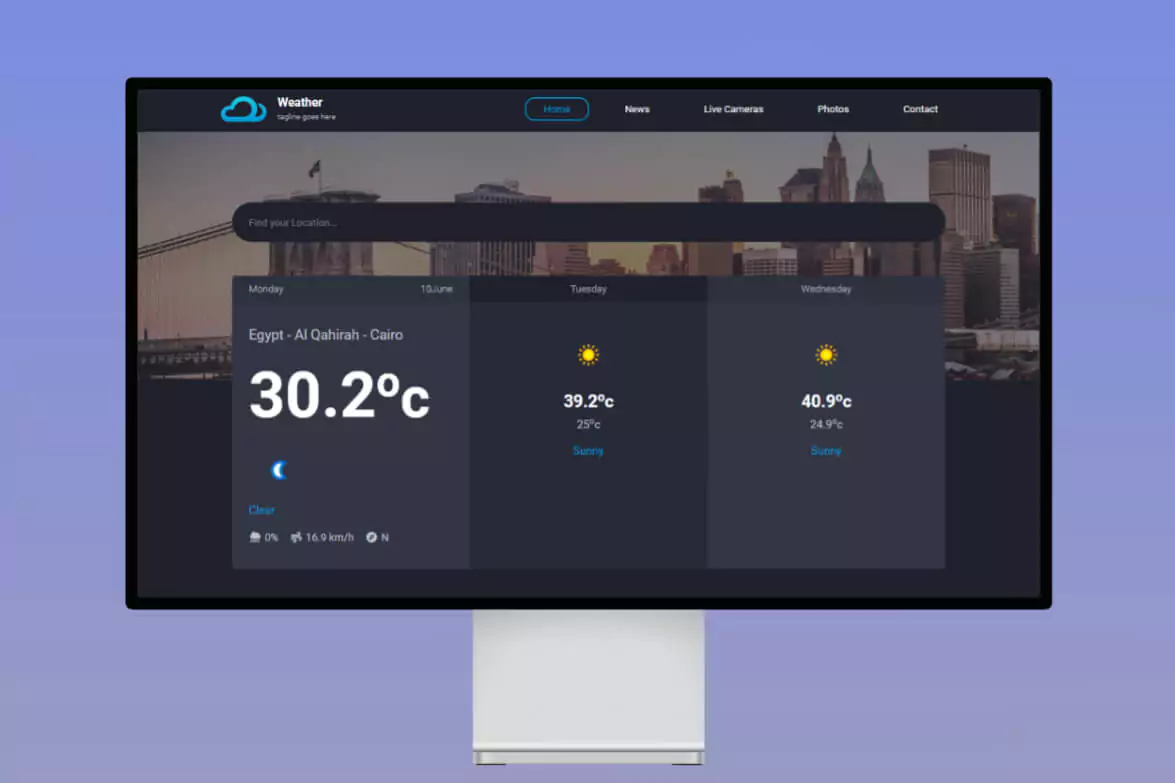 Weather
tagline goes here
Home
News
Live Cameras
Photos
Contact
Find your Location...
Monday
10June
Tuesday
Wednesday
Egypt - Al Qahirah - Cairo
30.2ºc
Clear
0%
16.9 km/h
N
39.2ºc
25ºc
Sunny
40.9ºc
24.9ºc
Sunny